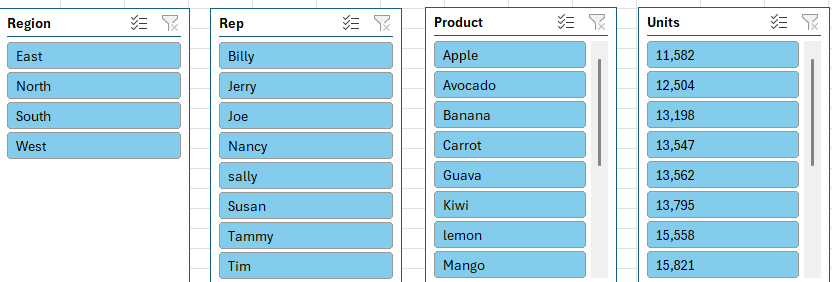 Region
East
North
South
West
Rep
Billy
Jerry
Joe
Nancy
sally
Susan
Tammy
Tim
Product
Apple
Avocado
Banana
Carrot
Guava
Kiwi
lemon
Mango
Units
11,582
12,504
13,198
13,547
13,562
13,795
15,558
15,821